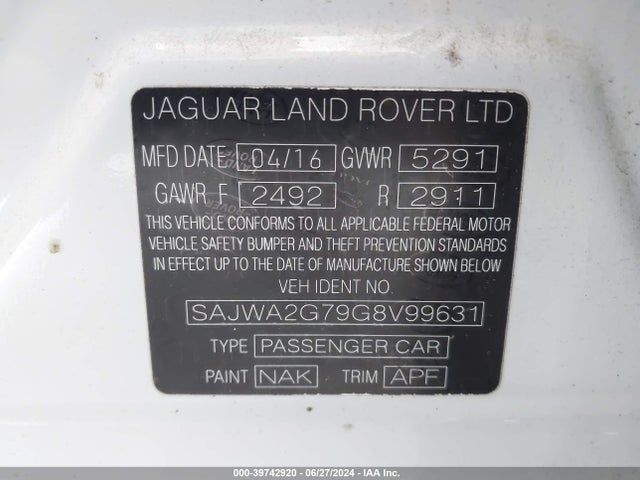 JAGUAR LAND ROVER LTD
MFD DATE 04/16 GVWR 5291
GAWR F 2492 R 2911
THIS VEHICLE CONFORMS TO ALL APPLICABLE FEDERAL MOTOR
VEHICLE SAFETY BUMPER AND THEFT PREVENTION STANDARDS
IN EFFECT UP TO THE DATE OF MANUFACTURE SHOWN BELOW
VEH IDENT NO.
SAJWA2G79G8V99631
TYPE PASSENGER CAR
PAINT NAK TRIM APF
000-39742920 - 06/27/2024 - IAA Inc.